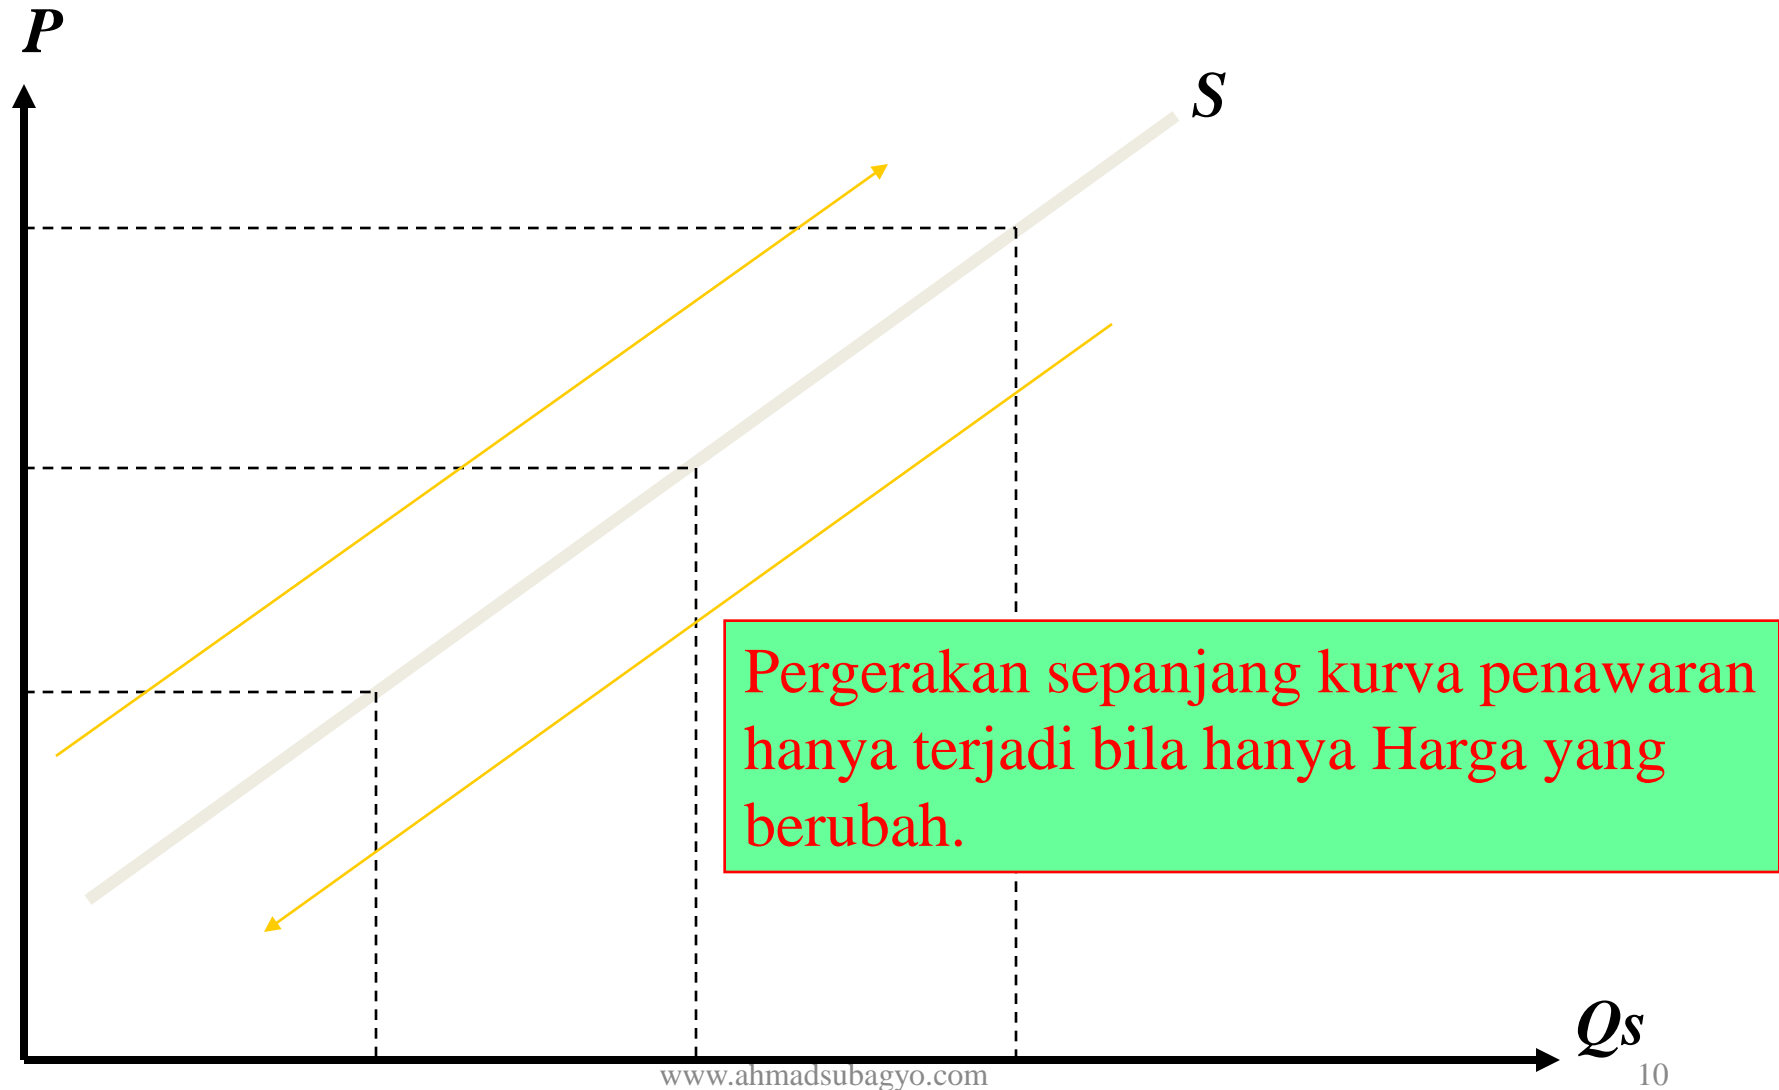 P
S
Pergerakan sepanjang kurva penawaran
hanya terjadi bila hanya Harga yang
berubah.
Qs
www.ahmadsubagyo.com
10